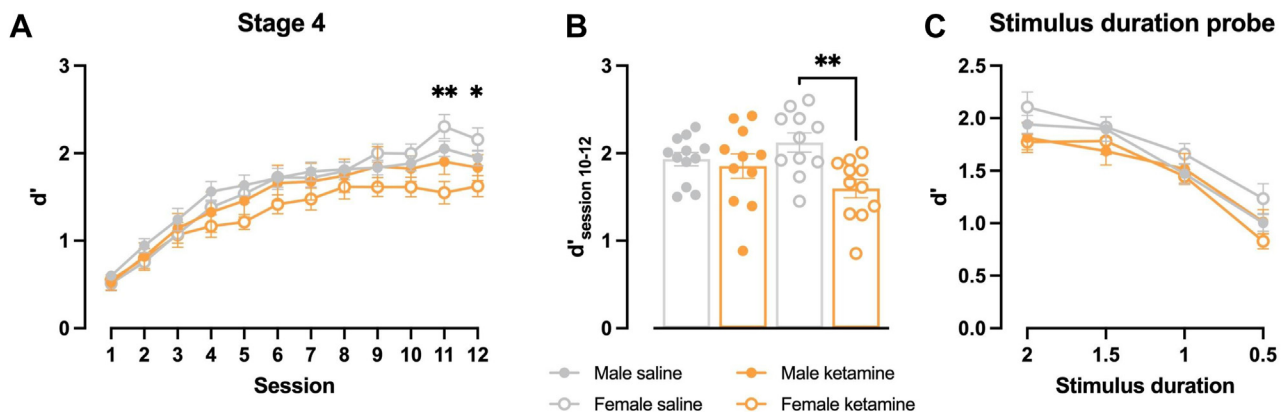 A
Stage 4
d'
3
2
1
0
** *
1 2 3 4 5 6 7 8 9 10 11 12
Session
B
d'session 10-12
3
2
1
0
**
Male saline
Male ketamine
Female saline
Female ketamine
C
Stimulus duration probe
d'
2.5
2.0
1.5
1.0
0.5
0.0
2 1.5 1 0.5
Stimulus duration